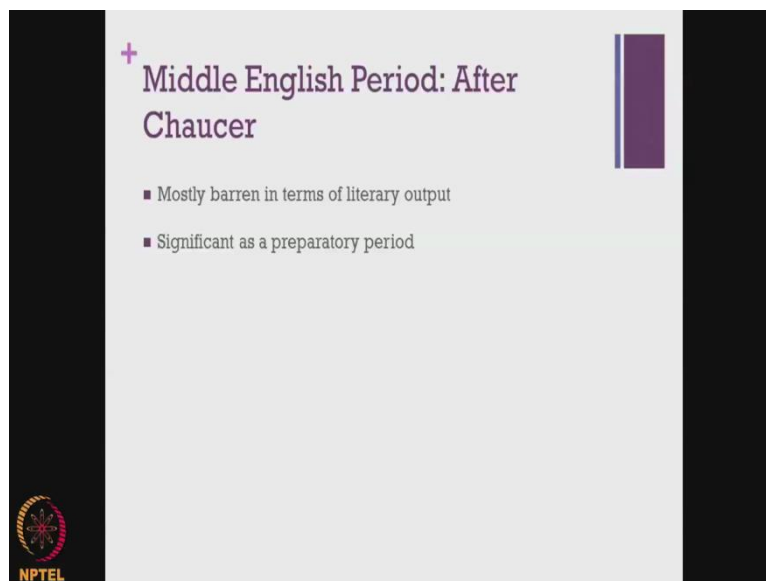 +
Middle English Period: After
Chaucer
■ Mostly barren in terms of literary output
■ Significant as a preparatory period
NPTEL